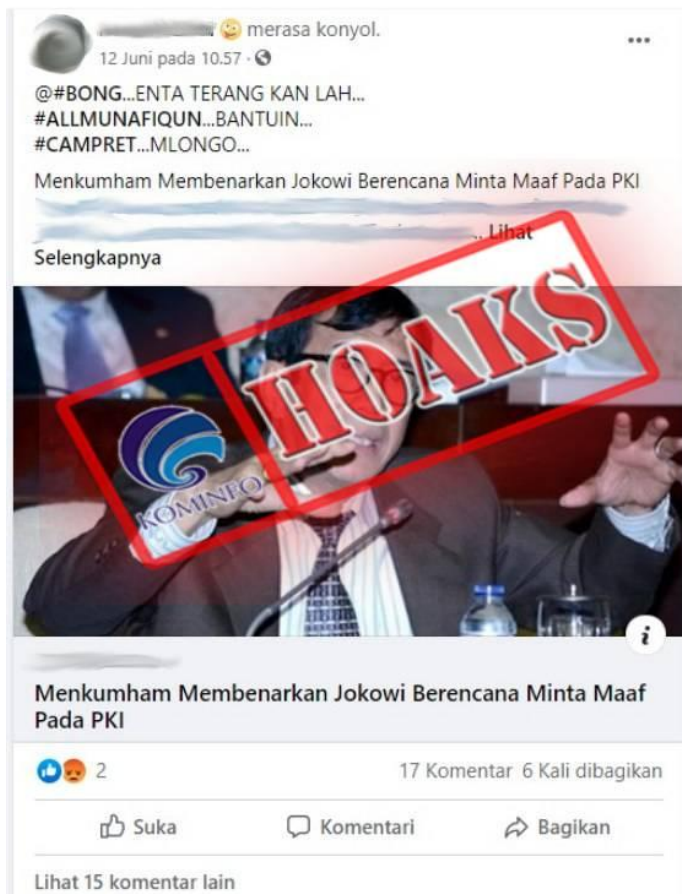 merasa konyol.
12 Juni pada 10.57 ·
@#BONG...ENTA TERANG KAN LAH...
#ALLMUNAFIQUN...BANTUIN...
#CAMPRET...MLONGO...
Menkumham Membenarkan Jokowi Berencana Minta Maaf Pada PKI
... Lihat
Selengkapnya
HOAKS
KOMINFO
i
Menkumham Membenarkan Jokowi Berencana Minta Maaf
Pada PKI
2
17 Komentar 6 Kali dibagikan
Suka
Komentari
Bagikan
Lihat 15 komentar lain